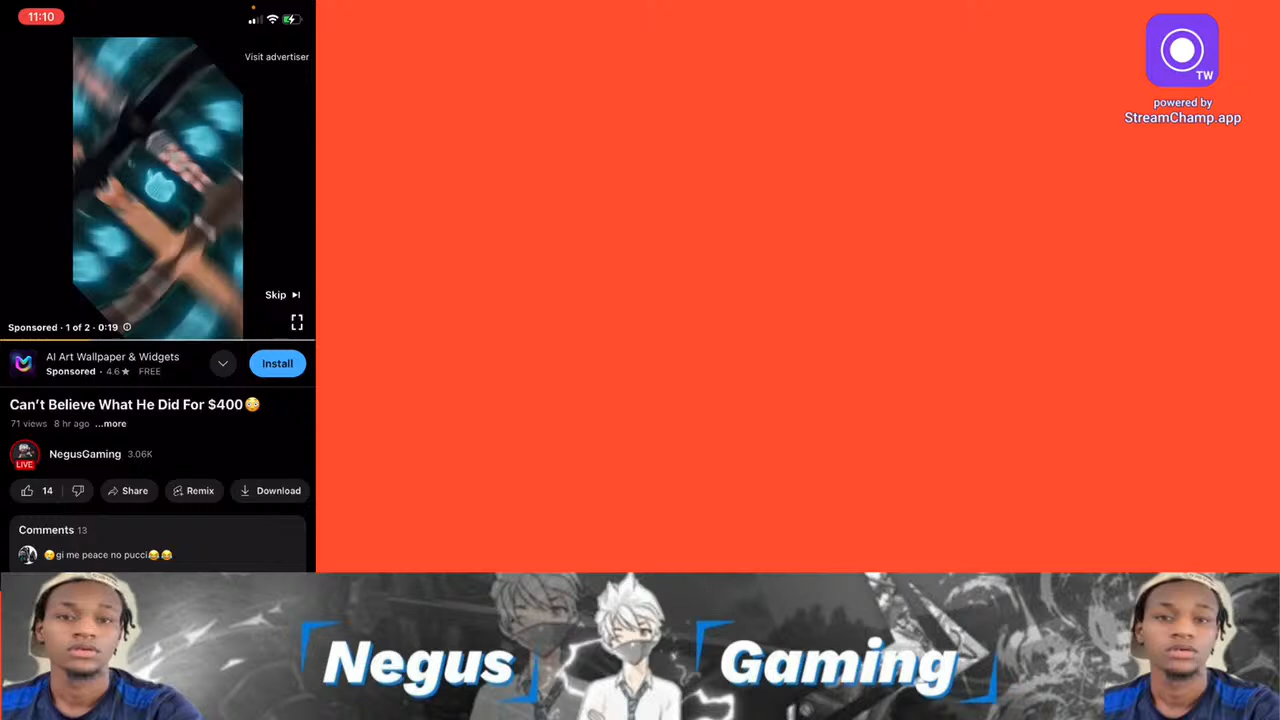 11:10
Visit advertiser
Skip
Sponsored · 1 of 2 · 0:19
AI Art Wallpaper & Widgets
Sponsored · 4.6★ FREE
Install
Can't Believe What He Did For $400😳
71 views 8 hr ago ...more
NegusGaming 3.06K
LIVE
14 Share Remix Download
Comments 13
😉gi me peace no pucci😂😂
TW
powered by
StreamChamp.app
Negus Gaming